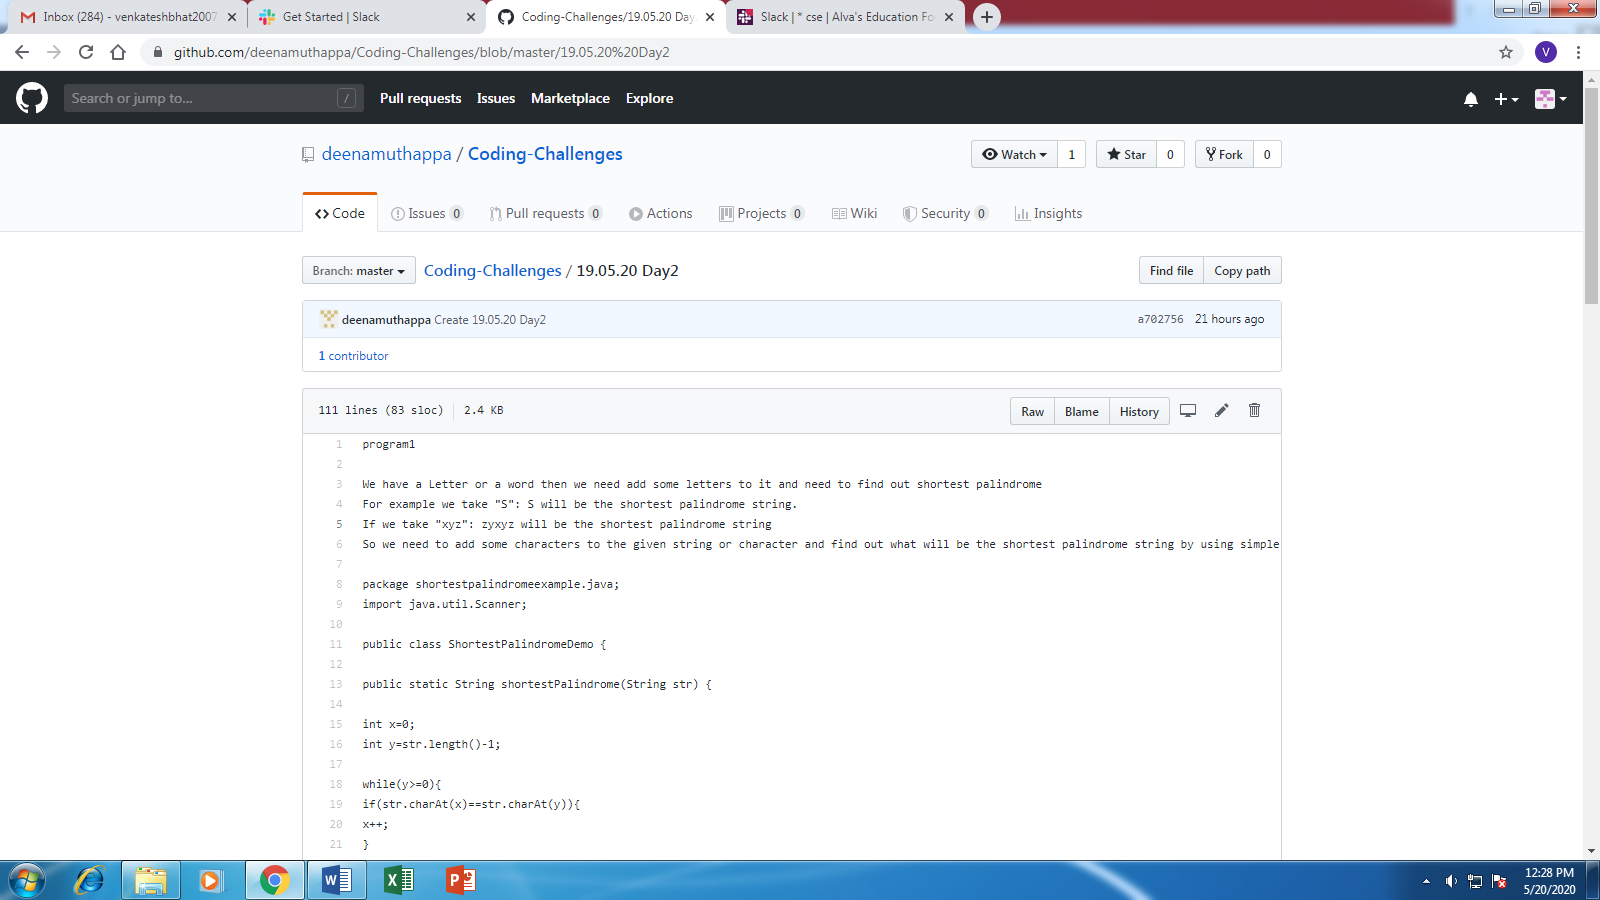 Inbox (284) - venkateshbhat2007
Get Started | Slack
Coding-Challenges/19.05.20 Day
Slack | * cse | Alva's Education Fo
github.com/deenamuthappa/Coding-Challenges/blob/master/19.05.20%20Day2
V
Search or jump to...
/
Pull requests
Issues
Marketplace
Explore
deenamuthappa / Coding-Challenges
Watch 1
Star 0
Fork 0
Code
Issues 0
Pull requests 0
Actions
Projects 0
Wiki
Security 0
Insights
Branch: master
Coding-Challenges / 19.05.20 Day2
Find file
Copy path
deenamuthappa Create 19.05.20 Day2
a702756 21 hours ago
1 contributor
111 lines (83 sloc) 2.4 KB
Raw
Blame
History
1 program1
2
3 We have a Letter or a word then we need add some letters to it and need to find out shortest palindrome
4 For example we take "S": S will be the shortest palindrome string.
5 If we take "xyz": zyxyz will be the shortest palindrome string
6 So we need to add some characters to the given string or character and find out what will be the shortest palindrome string by using simple
7
8 package shortestpalindromeexample.java;
9 import java.util.Scanner;
10
11 public class ShortestPalindromeDemo {
12
13 public static String shortestPalindrome(String str) {
14
15 int x=0;
16 int y=str.length()-1;
17
18 while(y>=0){
19 if(str.charAt(x)==str.charAt(y)){
20 x++;
21 }
12:28 PM
5/20/2020